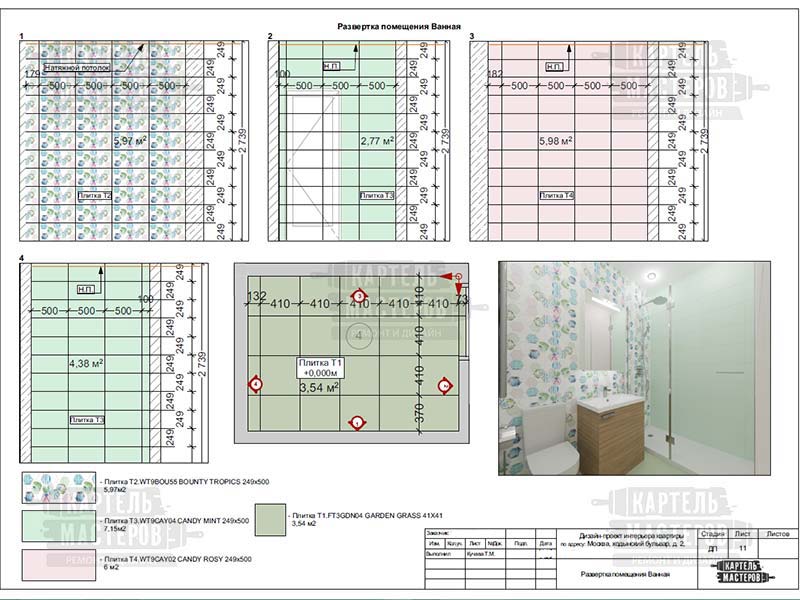 Развертка помещения Ванная
1
Натяжной потолок
179
500 500 500 500
5,97 м²
Плитка Т2
249 249 249 249 249 249 249 249 249 249
2 739
2
Н.П.
100
500 500 500
2,77 м²
Плитка Т3
249 249 249 249 249 249 249 249 249 249
2 739
3
Н.П.
182
500 500 500 500
5,98 м²
Плитка Т4
249 249 249 249 249 249 249 249 249 249
2 739
4
Н.П.
100
500 500 500
4,38 м²
Плитка Т3
249 249 249 249 249 249 249 249 249 249
2 739
132 410 410 410 410 410 73
410 410 410 370
4
Плитка Т1
+0,000м
3,54 м²
3
4
2
1
- Плитка Т2.WT9BOU55 BOUNTY TROPICS 249x500
5,97м2
- Плитка Т3.WT9CAY04 CANDY MINT 249x500
7,15м2
- Плитка Т4.WT9CAY02 CANDY ROSY 249x500
6 м2
- Плитка Т1.FT3GDN04 GARDEN GRASS 41X41
3,54 м2
Заказчик:
Изм. Кол.уч. Лист №Док. Подп. Дата
Выполнил Кучева Т.М.
Дизайн-проект интерьера квартиры
по адресу: Москва, ходынский бульвар, д. 2,
Стадия Лист Листов
ДП 11
Развертка помещения Ванная
КАРТЕЛЬ
МАСТЕРОВ
КАРТЕЛЬ
МАСТЕРОВ
РЕМОНТ И ДИЗАЙН